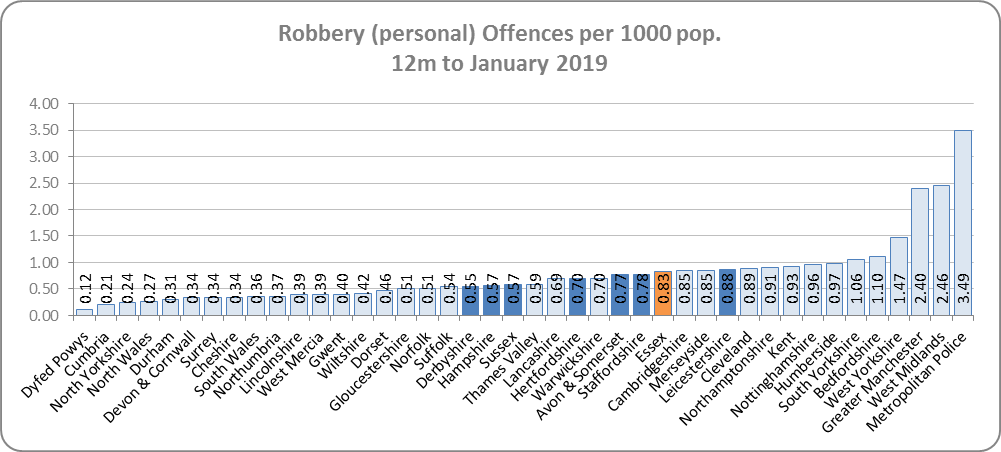 Robbery (personal) Offences per 1000 pop.
12m to January 2019
4.00
3.50
3.00
2.50
2.00
1.50
1.00
0.50
0.00
0.12
0.21
0.24
0.27
0.31
0.34
0.34
0.34
0.36
0.37
0.39
0.39
0.40
0.42
0.46
0.51
0.51
0.54
0.55
0.57
0.57
0.59
0.69
0.70
0.70
0.77
0.78
0.83
0.85
0.85
0.88
0.89
0.91
0.93
0.96
0.97
1.06
1.10
1.47
2.40
2.46
3.49
Dyfed Powys
Cumbria
North Yorkshire
North Wales
Durham
Devon & Cornwall
Surrey
Cheshire
South Wales
Northumbria
Lincolnshire
West Mercia
Gwent
Wiltshire
Dorset
Gloucestershire
Norfolk
Suffolk
Derbyshire
Hampshire
Sussex
Thames Valley
Lancashire
Hertfordshire
Warwickshire
Avon & Somerset
Staffordshire
Essex
Cambridgeshire
Merseyside
Leicestershire
Cleveland
Northamptonshire
Kent
Nottinghamshire
Humberside
South Yorkshire
Bedfordshire
West Yorkshire
Greater Manchester
West Midlands
Metropolitan Police